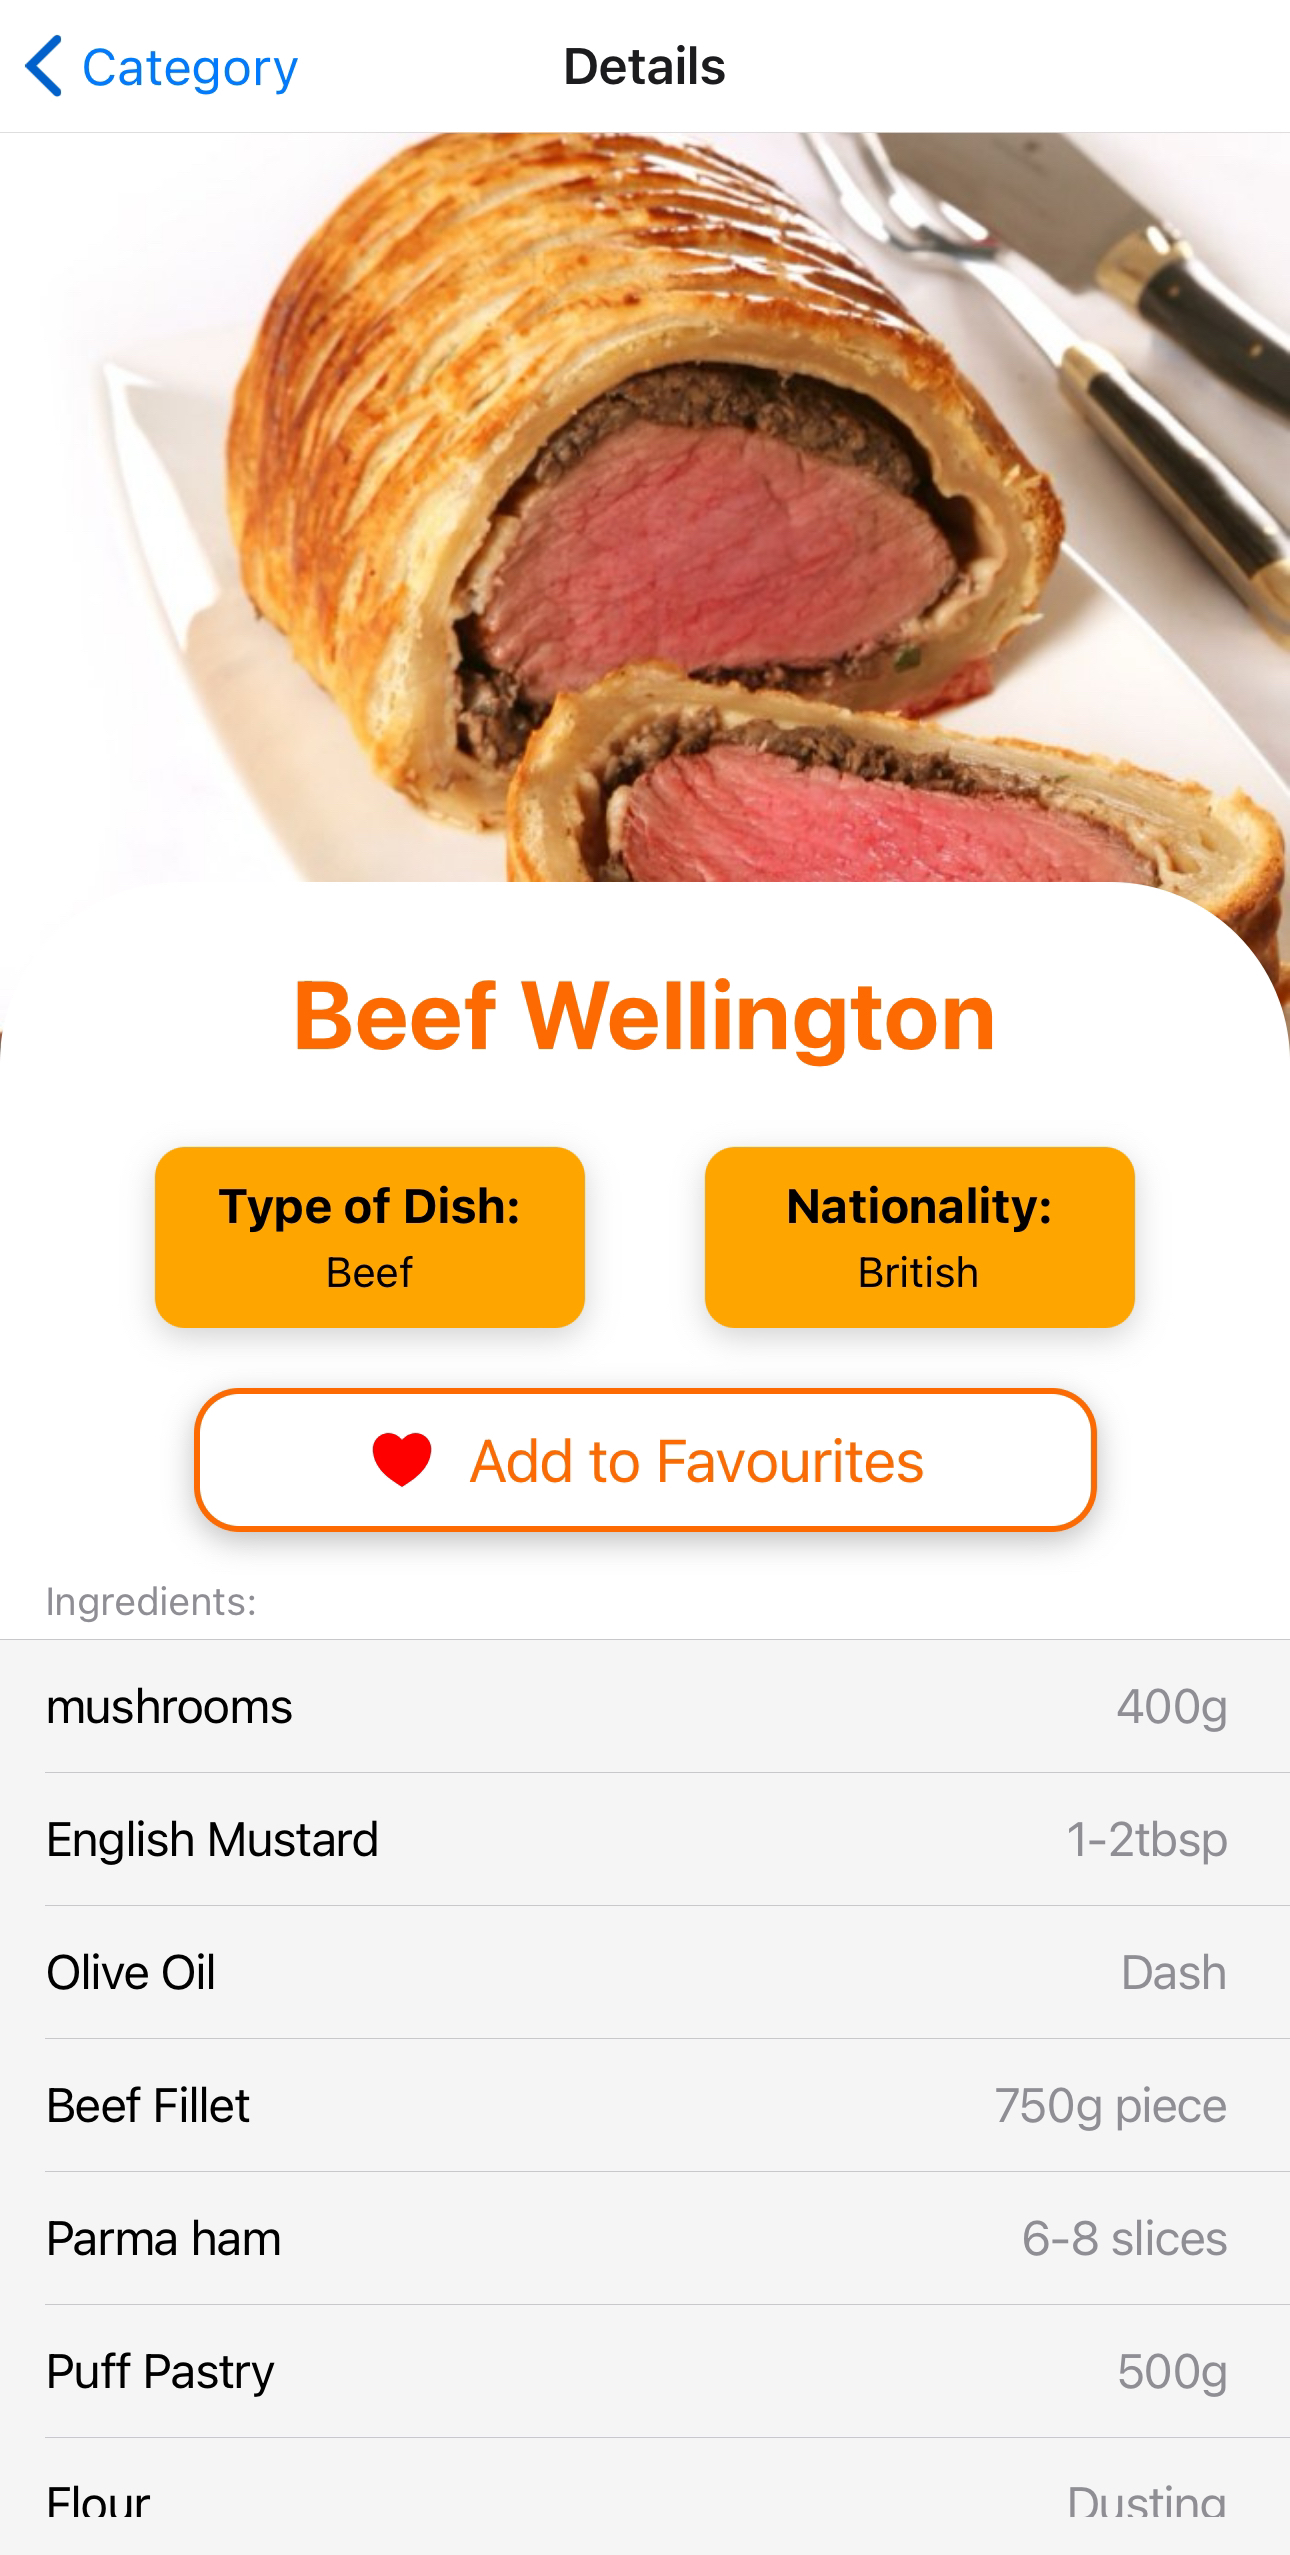 Category
Details
Beef Wellington
Type of Dish:
Beef
Nationality:
British
Add to Favourites
Ingredients:
mushrooms 400g
English Mustard 1-2tbsp
Olive Oil Dash
Beef Fillet 750g piece
Parma ham 6-8 slices
Puff Pastry 500g
Flour Dusting